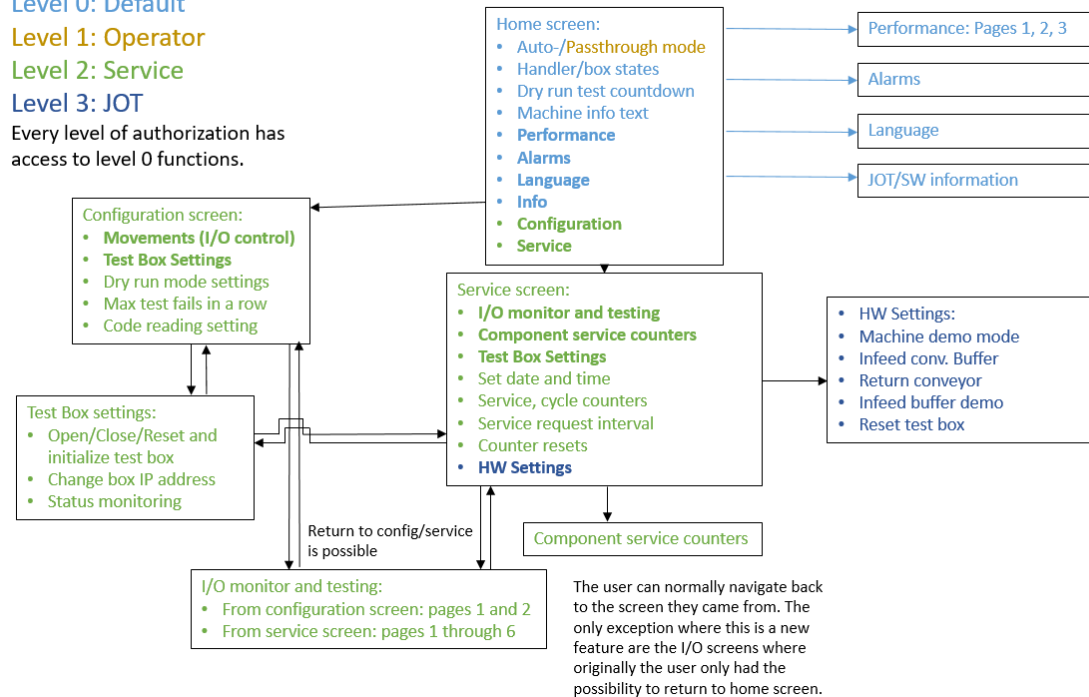 Level 0: Default
Level 1: Operator
Level 2: Service
Level 3: JOT
Every level of authorization has
access to level 0 functions.
Home screen:
• Auto-/Passthrough mode
• Handler/box states
• Dry run test countdown
• Machine info text
• Performance
• Alarms
• Language
• Info
• Configuration
• Service
Performance: Pages 1, 2, 3
Alarms
Language
JOT/SW information
Configuration screen:
• Movements (I/O control)
• Test Box Settings
• Dry run mode settings
• Max test fails in a row
• Code reading setting
Service screen:
• I/O monitor and testing
• Component service counters
• Test Box Settings
• Set date and time
• Service, cycle counters
• Service request interval
• Counter resets
• HW Settings
• HW Settings:
• Machine demo mode
• Infeed conv. Buffer
• Return conveyor
• Infeed buffer demo
• Reset test box
Test Box settings:
• Open/Close/Reset and
initialize test box
• Change box IP address
• Status monitoring
Return to config/service
is possible
Component service counters
I/O monitor and testing:
• From configuration screen: pages 1 and 2
• From service screen: pages 1 through 6
The user can normally navigate back
to the screen they came from. The
only exception where this is a new
feature are the I/O screens where
originally the user only had the
possibility to return to home screen.